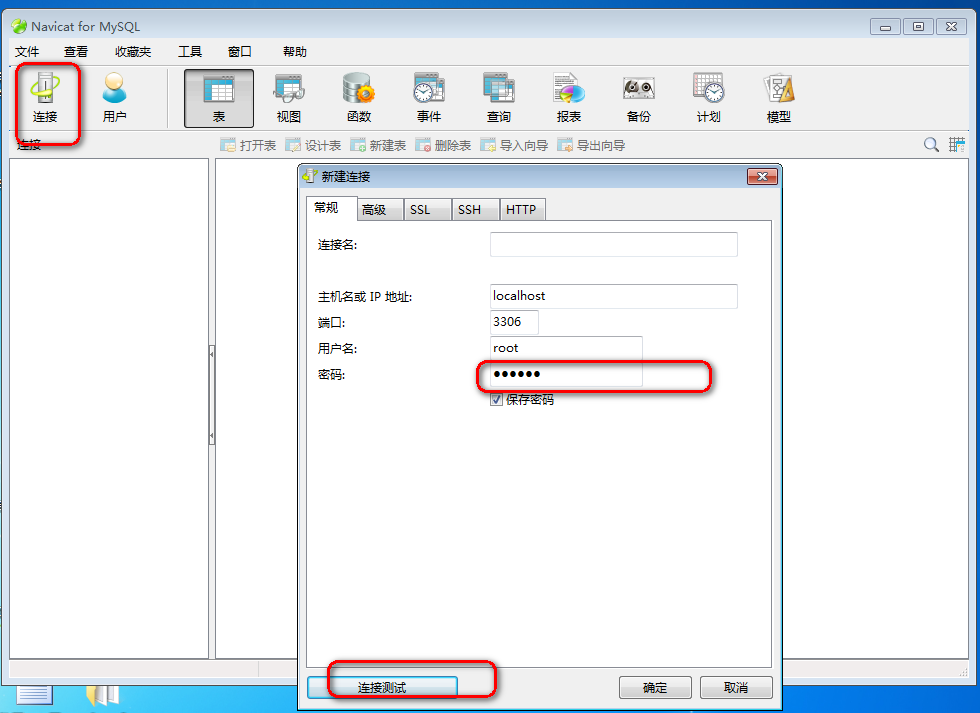 Navicat for MySQL
文件 查看 收藏夹 工具 窗口 帮助
连接 用户 表 视图 函数 事件 查询 报表 备份 计划 模型
连接 打开表 设计表 新建表 删除表 导入向导 导出向导
新建连接
常规 高级 SSL SSH HTTP
连接名:
主机名或 IP 地址: localhost
端口: 3306
用户名: root
密码: ●●●●●●
保存密码
连接测试 确定 取消